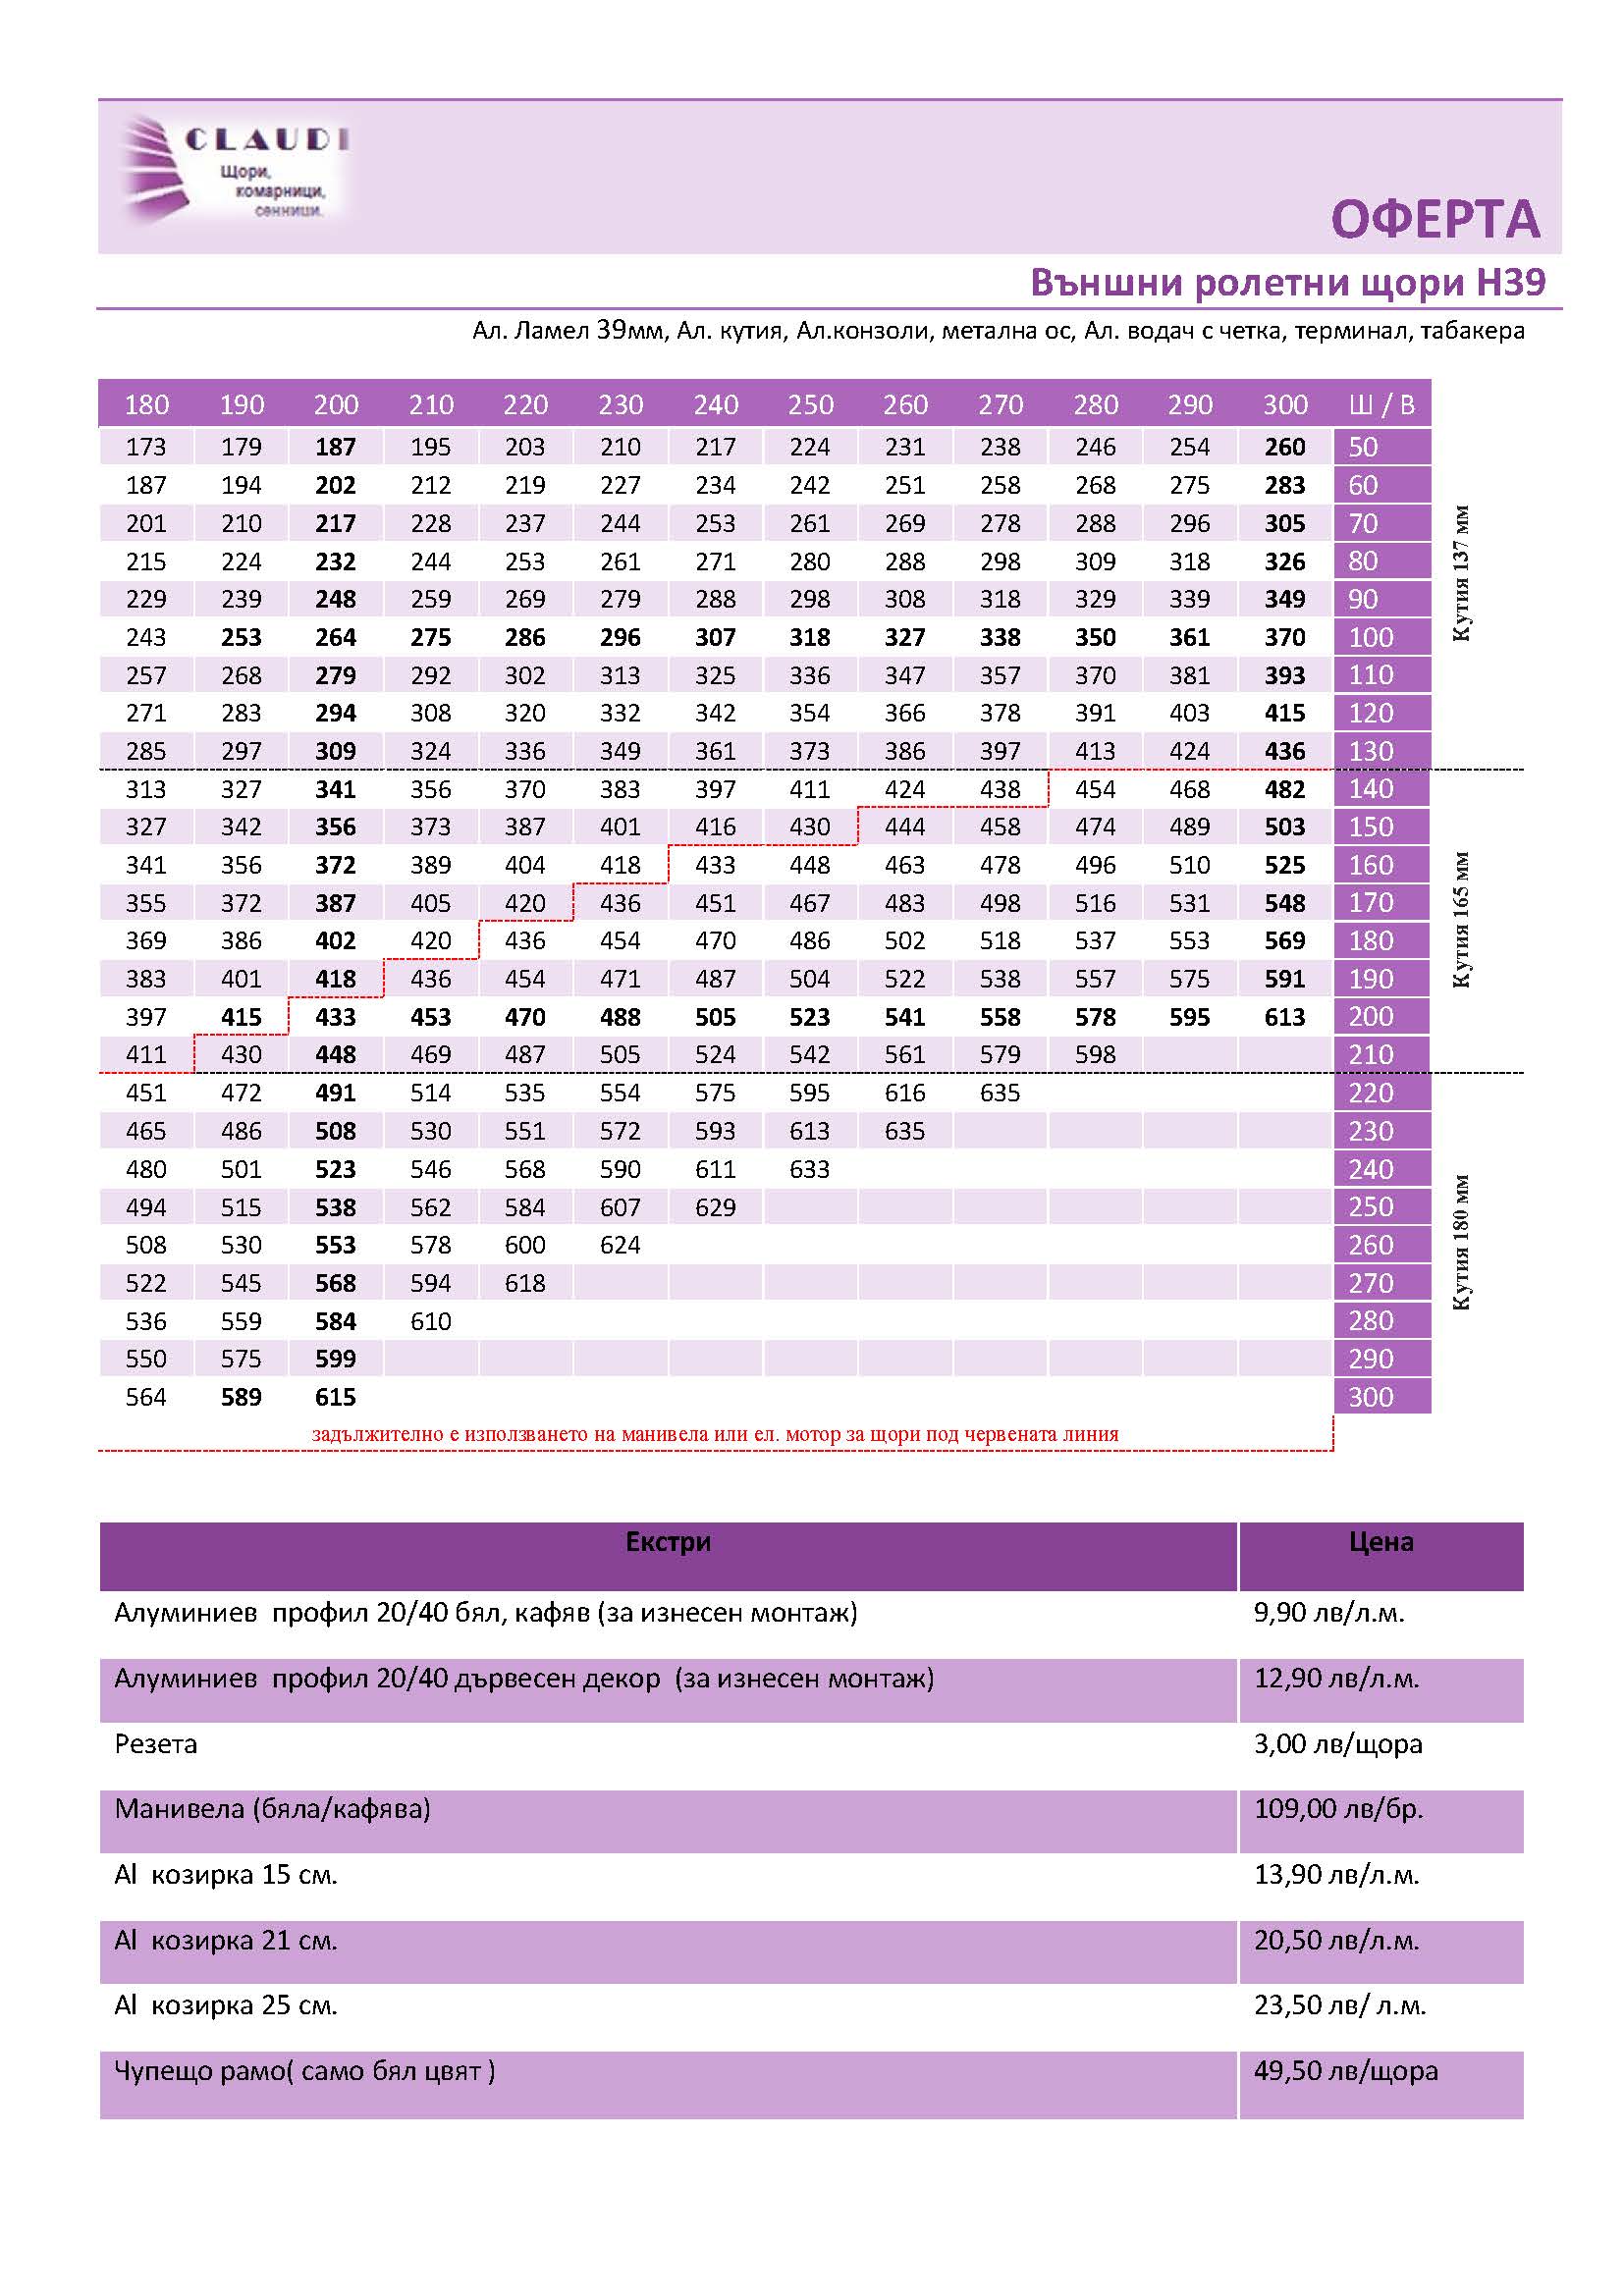 CLAUDI
Щори,
комарници,
сенници.
ОФЕРТА
Външни ролетни щори H39
Ал. Ламел 39мм, Ал. кутия, Ал.конзоли, метална ос, Ал. водач с четка, терминал, табакера
180 190 200 210 220 230 240 250 260 270 280 290 300 Ш / В
173 179 187 195 203 210 217 224 231 238 246 254 260 50
187 194 202 212 219 227 234 242 251 258 268 275 283 60
201 210 217 228 237 244 253 261 269 278 288 296 305 70
215 224 232 244 253 261 271 280 288 298 309 318 326 80
229 239 248 259 269 279 288 298 308 318 329 339 349 90
243 253 264 275 286 296 307 318 327 338 350 361 370 100
257 268 279 292 302 313 325 336 347 357 370 381 393 110
271 283 294 308 320 332 342 354 366 378 391 403 415 120
285 297 309 324 336 349 361 373 386 397 413 424 436 130
Кутия 137 мм
313 327 341 356 370 383 397 411 424 438 454 468 482 140
327 342 356 373 387 401 416 430 444 458 474 489 503 150
341 356 372 389 404 418 433 448 463 478 496 510 525 160
355 372 387 405 420 436 451 467 483 498 516 531 548 170
369 386 402 420 436 454 470 486 502 518 537 553 569 180
383 401 418 436 454 471 487 504 522 538 557 575 591 190
397 415 433 453 470 488 505 523 541 558 578 595 613 200
411 430 448 469 487 505 524 542 561 579 598 210
Кутия 165 мм
451 472 491 514 535 554 575 595 616 635 220
465 486 508 530 551 572 593 613 635 230
480 501 523 546 568 590 611 633 240
494 515 538 562 584 607 629 250
508 530 553 578 600 624 260
522 545 568 594 618 270
536 559 584 610 280
550 575 599 290
564 589 615 300
Кутия 180 мм
задължително е използването на манивела или ел. мотор за щори под червената линия
Екстри Цена
Алуминиев профил 20/40 бял, кафяв (за изнесен монтаж) 9,90 лв/л.м.
Алуминиев профил 20/40 дървесен декор (за изнесен монтаж) 12,90 лв/л.м.
Резета 3,00 лв/щора
Манивела (бяла/кафява) 109,00 лв/бр.
Al козирка 15 см. 13,90 лв/л.м.
Al козирка 21 см. 20,50 лв/л.м.
Al козирка 25 см. 23,50 лв/ л.м.
Чупещо рамо( само бял цвят ) 49,50 лв/щора